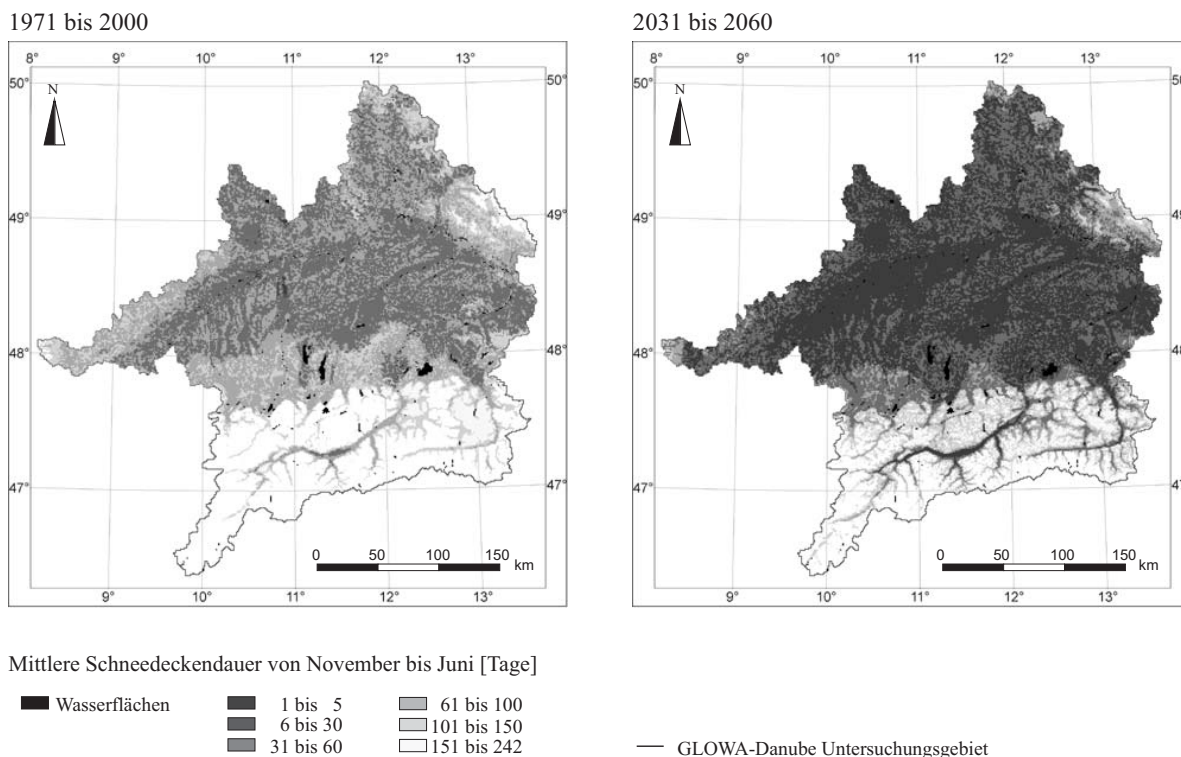 1971 bis 2000
2031 bis 2060
8° 9° 10° 11° 12° 13°
50° 50°
N
49° 49°
48° 48°
47° 47°
0 50 100 150
km
9° 10° 11° 12° 13°
8° 9° 10° 11° 12° 13°
50° 50°
N
49° 49°
48° 48°
47° 47°
0 50 100 150
km
9° 10° 11° 12° 13°
Mittlere Schneedeckendauer von November bis Juni [Tage]
Wasserflächen
1 bis 5
6 bis 30
31 bis 60
61 bis 100
101 bis 150
151 bis 242
GLOWA-Danube Untersuchungsgebiet